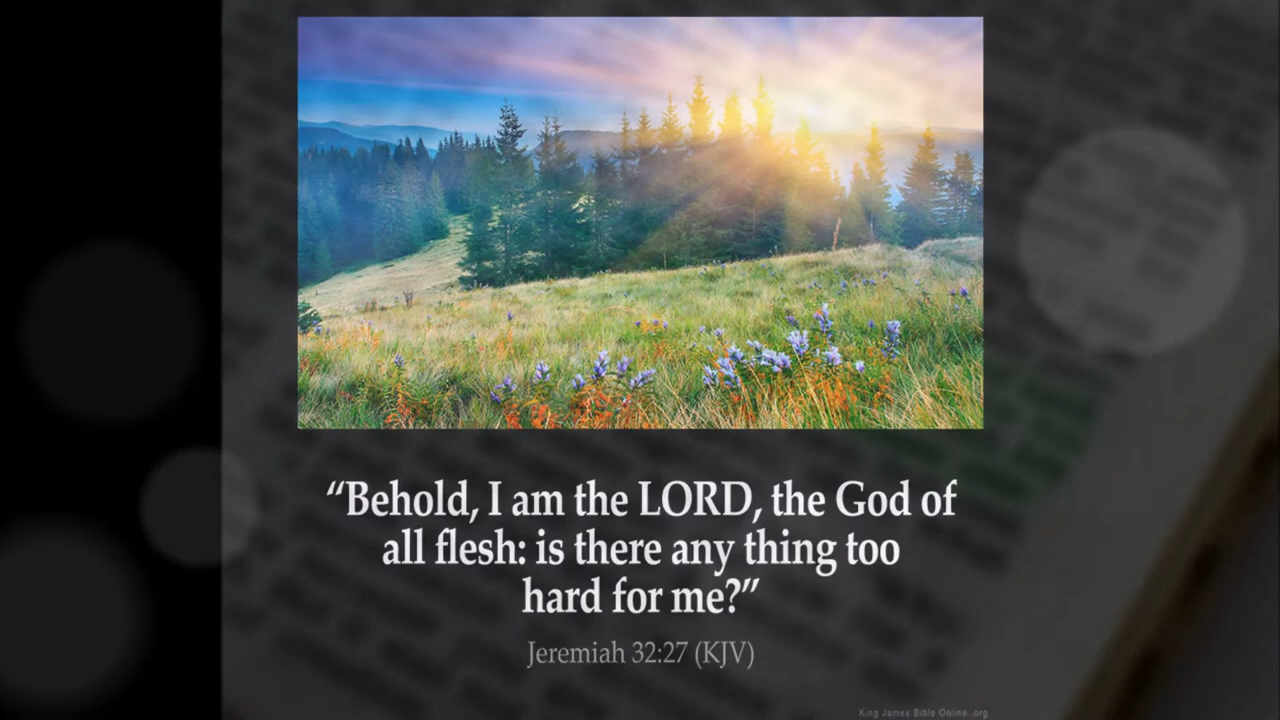 “Behold, I am the LORD, the God of
all flesh: is there any thing too
hard for me?”
Jeremiah 32:27 (KJV)
King James Bible Online .org